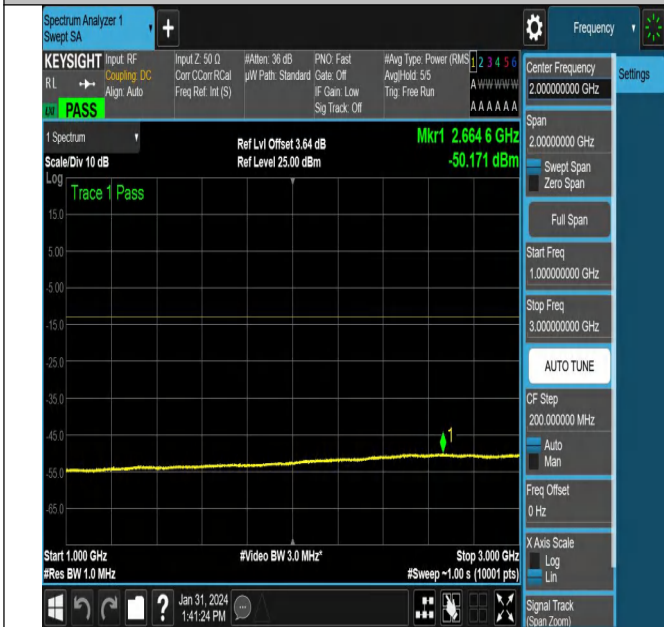 Spectrum Analyzer 1
Swept SA
+
Frequency
KEYSIGHT
RL
PASS
Input: RF
Coupling: DC
Align: Auto
Input Z: 50 Ω
Corr CCorr RCal
Freq Ref: Int (S)
#Atten: 36 dB
µW Path: Standard
PNO: Fast
Gate: Off
IF Gain: Low
Sig Track: Off
#Avg Type: Power (RMS
Avg|Hold: 5/5
Trig: Free Run
1 2 3 4 5 6
A W W W W W
A A A A A A
1 Spectrum
Scale/Div 10 dB
Log
Ref Lvl Offset 3.64 dB
Ref Level 25.00 dBm
Mkr1 2.664 6 GHz
-50.171 dBm
Trace 1 Pass
15.0
5.00
-5.00
-15.0
-25.0
-35.0
-45.0
-55.0
-65.0
1
Start 1.000 GHz
#Res BW 1.0 MHz
#Video BW 3.0 MHz*
Stop 3.000 GHz
#Sweep ~1.00 s (10001 pts)
Jan 31, 2024
1:41:24 PM
?
Settings
Center Frequency
2.000000000 GHz
Span
2.00000000 GHz
Swept Span
Zero Span
Full Span
Start Freq
1.000000000 GHz
Stop Freq
3.000000000 GHz
AUTO TUNE
CF Step
200.000000 MHz
Auto
Man
Freq Offset
0 Hz
X Axis Scale
Log
Lin
Signal Track
(Span Zoom)